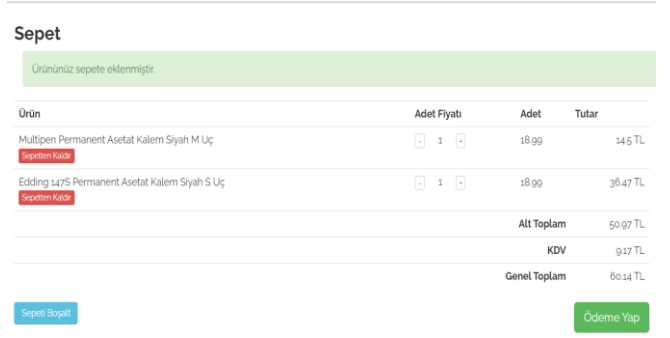 Sepet
Ürününüz sepete eklenmiştir.
Ürün Adet Fiyatı Adet Tutar
Multipen Permanent Asetat Kalem Siyah M Uç - 1 + 18.99 14.5 TL
Sepetten Kaldır
Edding 147S Permanent Asetat Kalem Siyah S Uç - 1 + 18.99 36.47 TL
Sepetten Kaldır
Alt Toplam 50.97 TL
KDV 9.17 TL
Genel Toplam 60.14 TL
Sepeti Boşalt Ödeme Yap